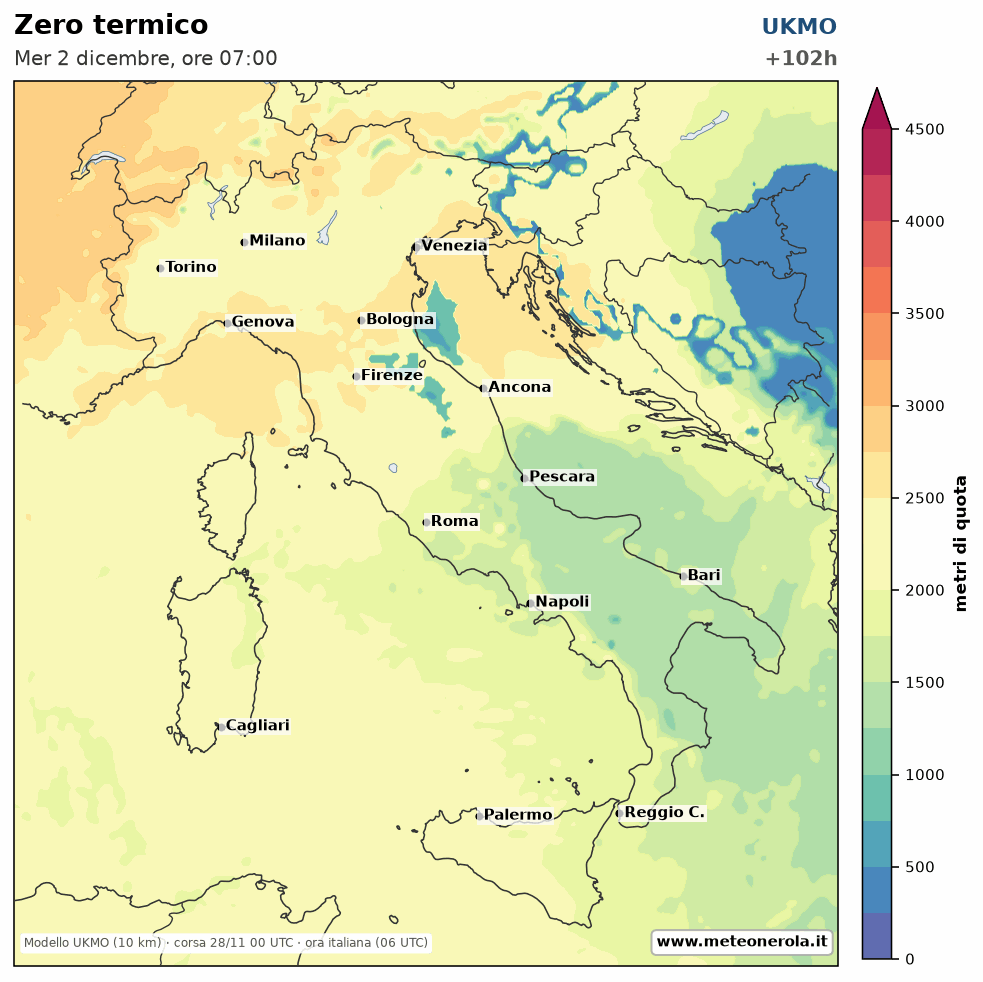 Zero termico
UKMO
Mer 2 dicembre, ore 07:00
+102h
Milano
Venezia
Torino
Genova
Bologna
Firenze
Ancona
Pescara
Roma
Bari
Napoli
Cagliari
Palermo
Reggio C.
4500
4000
3500
3000
2500
2000
1500
1000
500
0
metri di quota
Modello UKMO (10 km) · corsa 28/11 00 UTC · ora italiana (06 UTC)
www.meteonerola.it